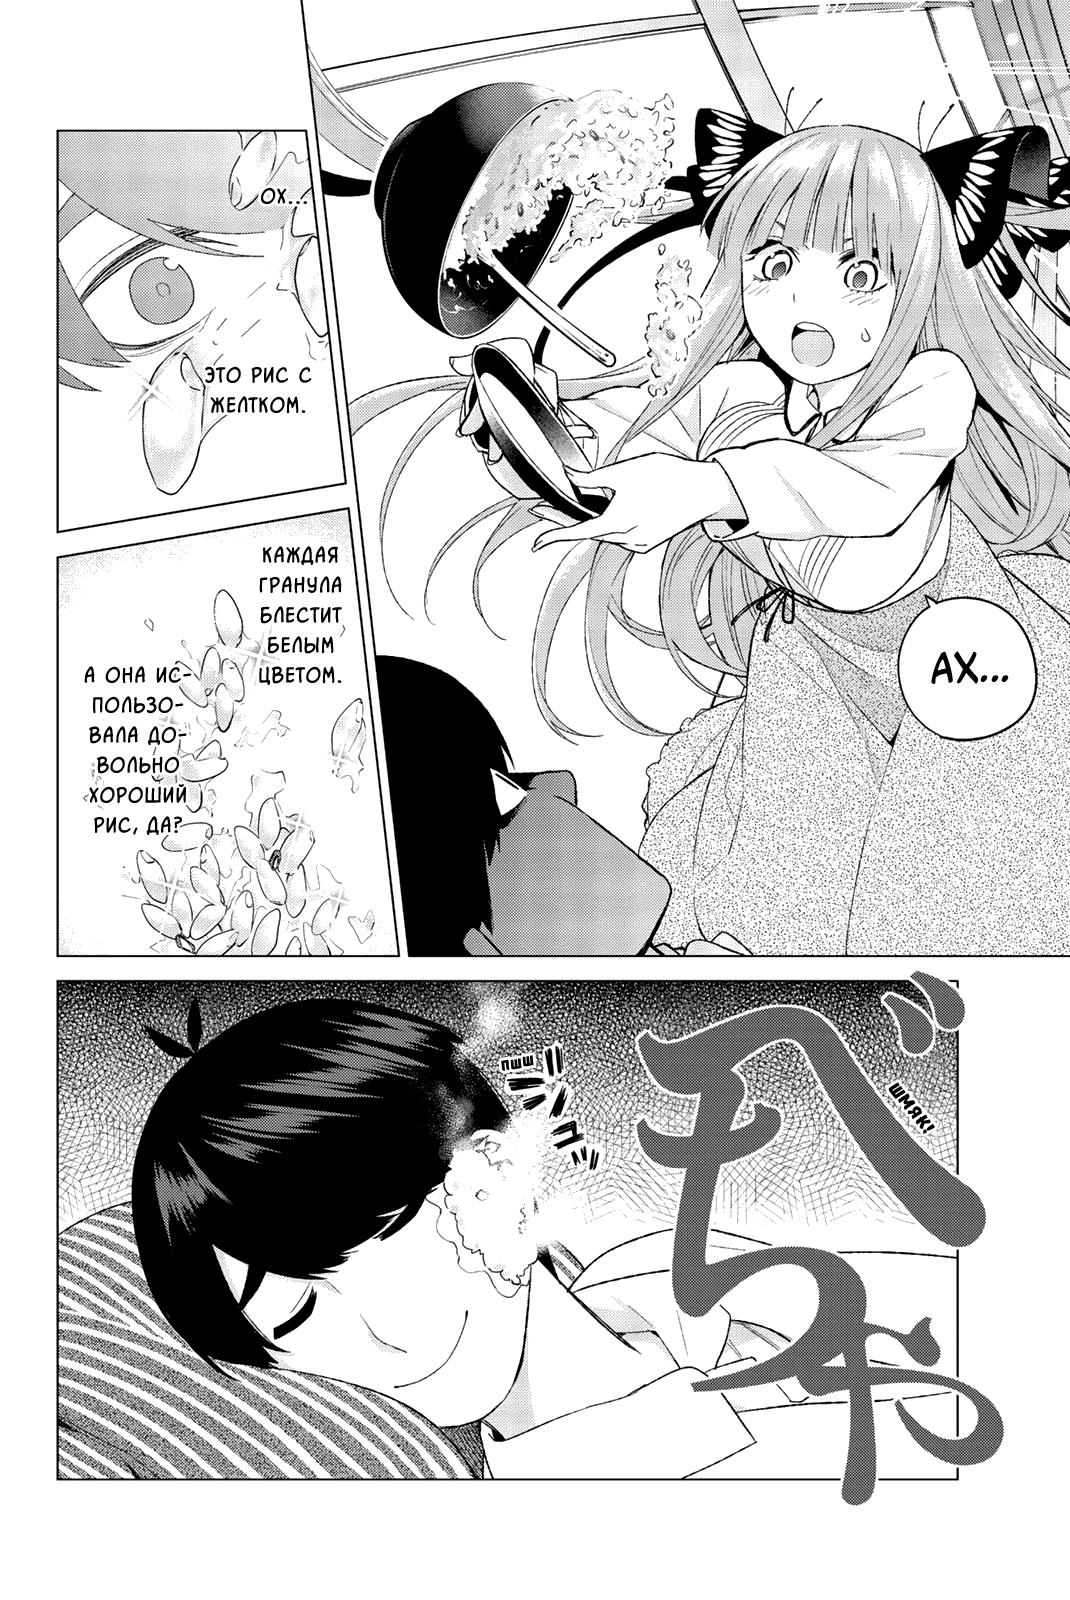 АХ...
ОХ...
ЭТО РИС С
ЖЕЛТКОМ.
КАЖДАЯ
ГРАНУЛА
БЛЕСТИТ
БЕЛЫМ
ЦВЕТОМ.
А ОНА ИС-
ПОЛЬЗО-
ВАЛА ДО-
ВОЛЬНО
ХОРОШИЙ
РИС, ДА?
ПШШ
ШМЯК!
べちゃ